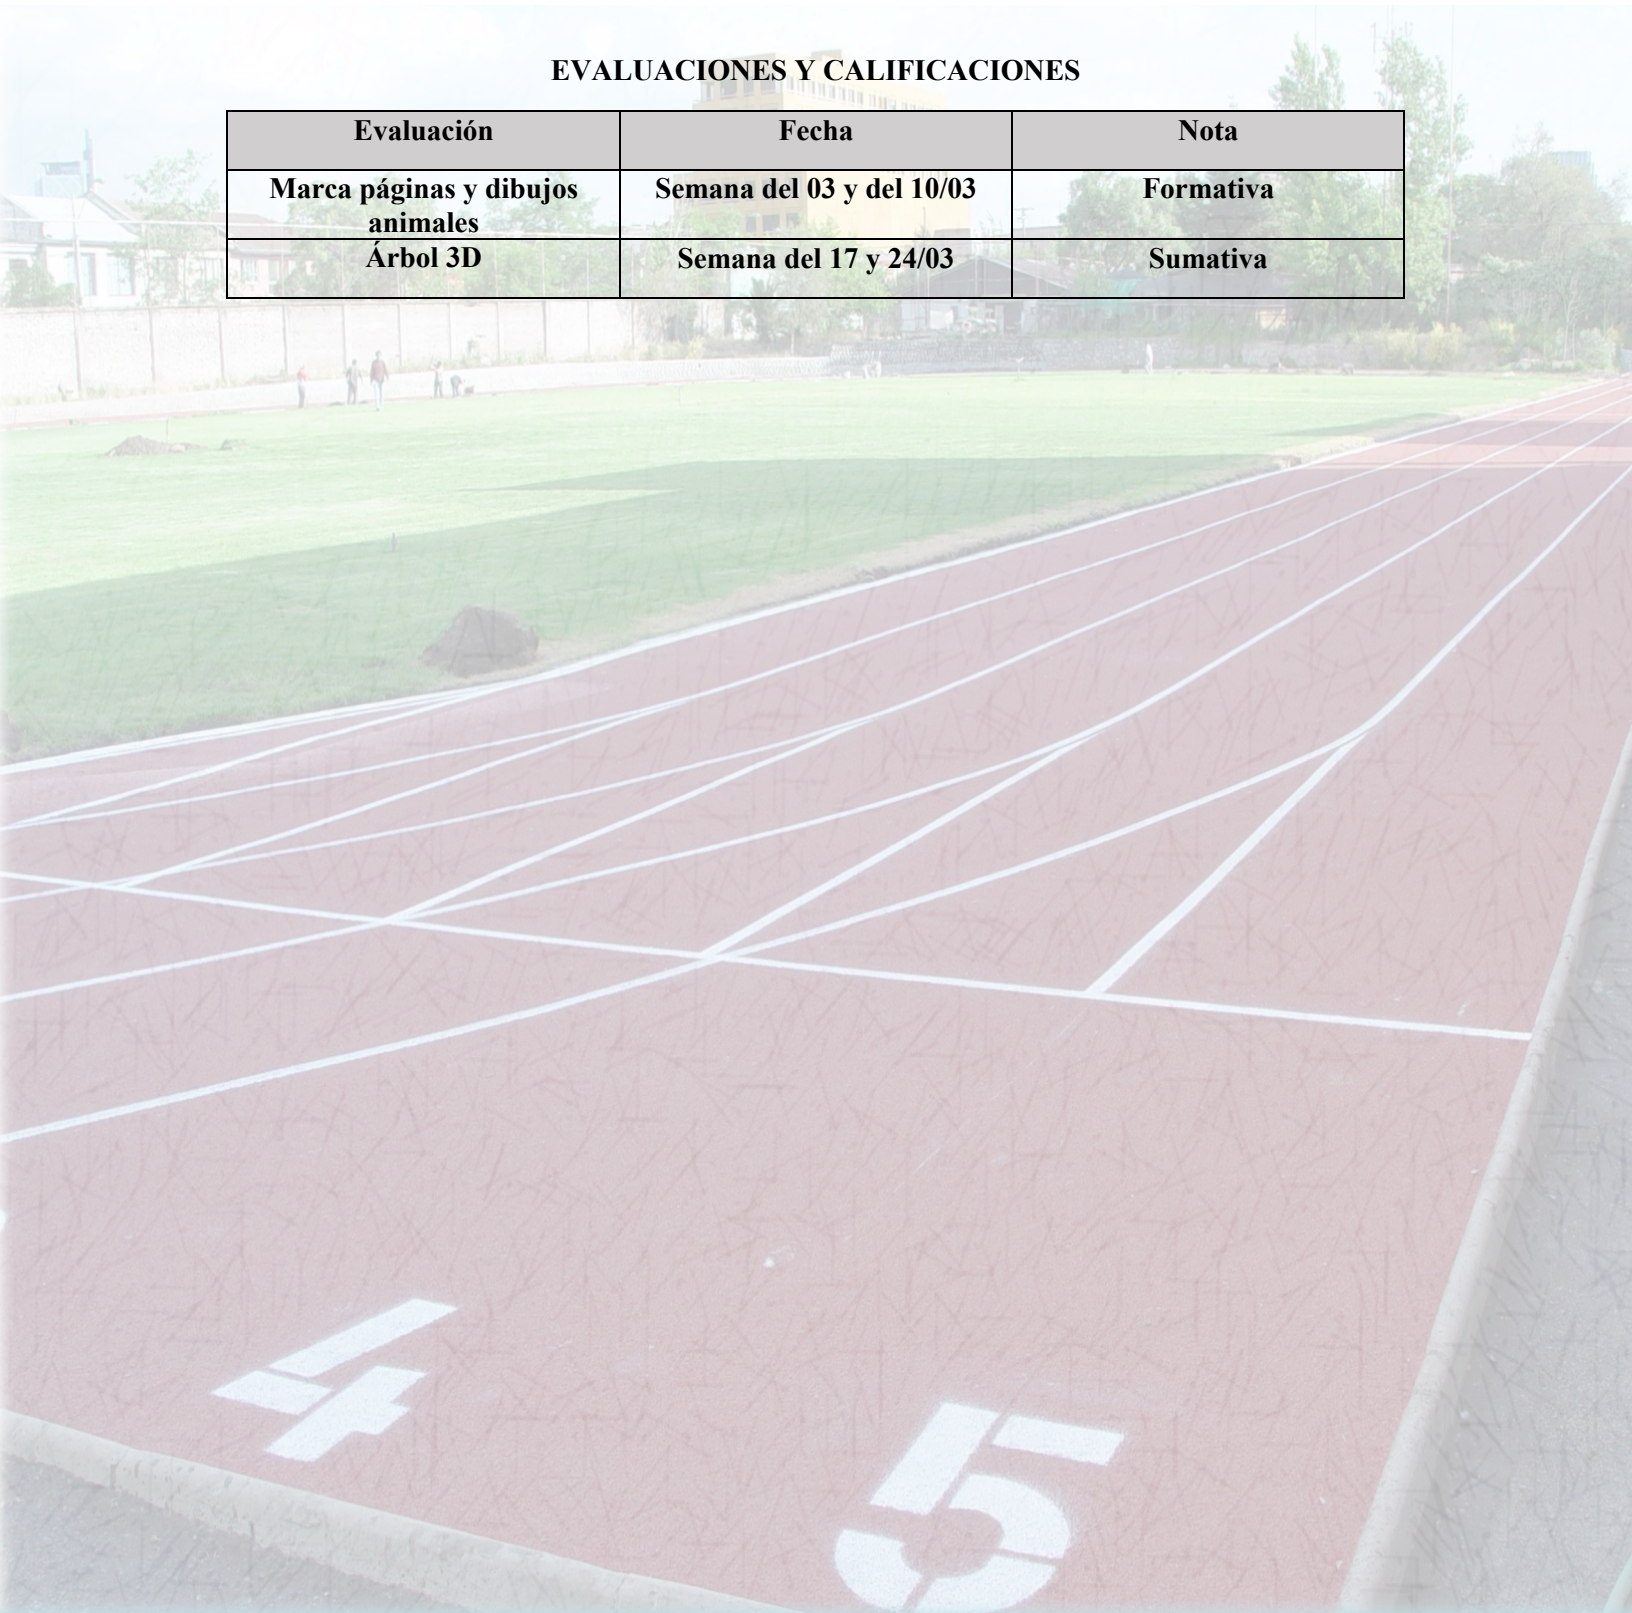 EVALUACIONES Y CALIFICACIONES
Evaluación Fecha Nota
Marca páginas y dibujos animales Semana del 03 y del 10/03 Formativa
Árbol 3D Semana del 17 y 24/03 Sumativa
4
5